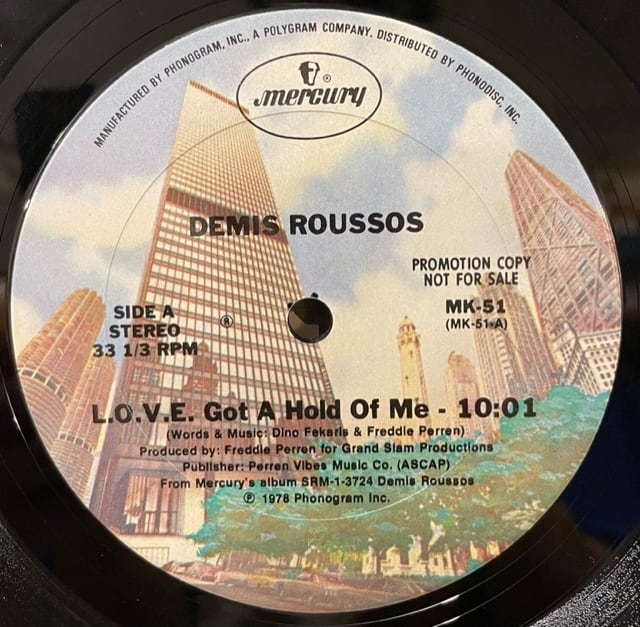 MANUFACTURED BY PHONOGRAM, INC., A POLYGRAM COMPANY. DISTRIBUTED BY PHONODISC, INC.
®
mercury
DEMIS ROUSSOS
PROMOTION COPY
NOT FOR SALE
SIDE A
STEREO
33 1/3 RPM
®
MK-51
(MK-51-A)
L.O.V.E. Got A Hold Of Me - 10:01
(Words & Music: Dino Fekaris & Freddie Perren)
Produced by: Freddie Perren for Grand Slam Productions
Publisher: Perren Vibes Music Co. (ASCAP)
From Mercury's album SRM-1-3724 Demis Roussos
℗ 1978 Phonogram Inc.